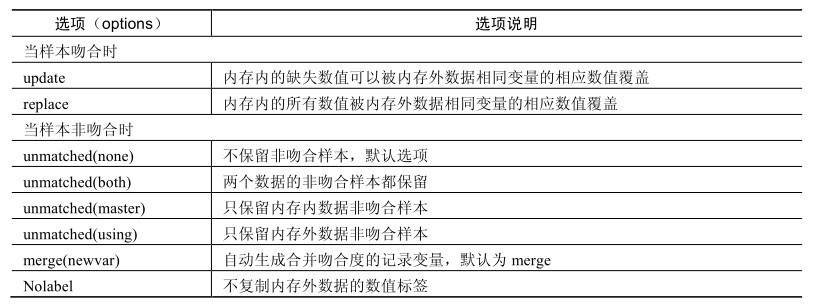 选项（options） 选项说明
当样本吻合时
update 内存内的缺失数值可以被内存外数据相同变量的相应数值覆盖
replace 内存内的所有数值被内存外数据相同变量的相应数值覆盖
当样本非吻合时
unmatched(none) 不保留非吻合样本，默认选项
unmatched(both) 两个数据的非吻合样本都保留
unmatched(master) 只保留内存内数据非吻合样本
unmatched(using) 只保留内存外数据非吻合样本
merge(newvar) 自动生成合并吻合度的记录变量，默认为 merge
Nolabel 不复制内存外数据的数值标签